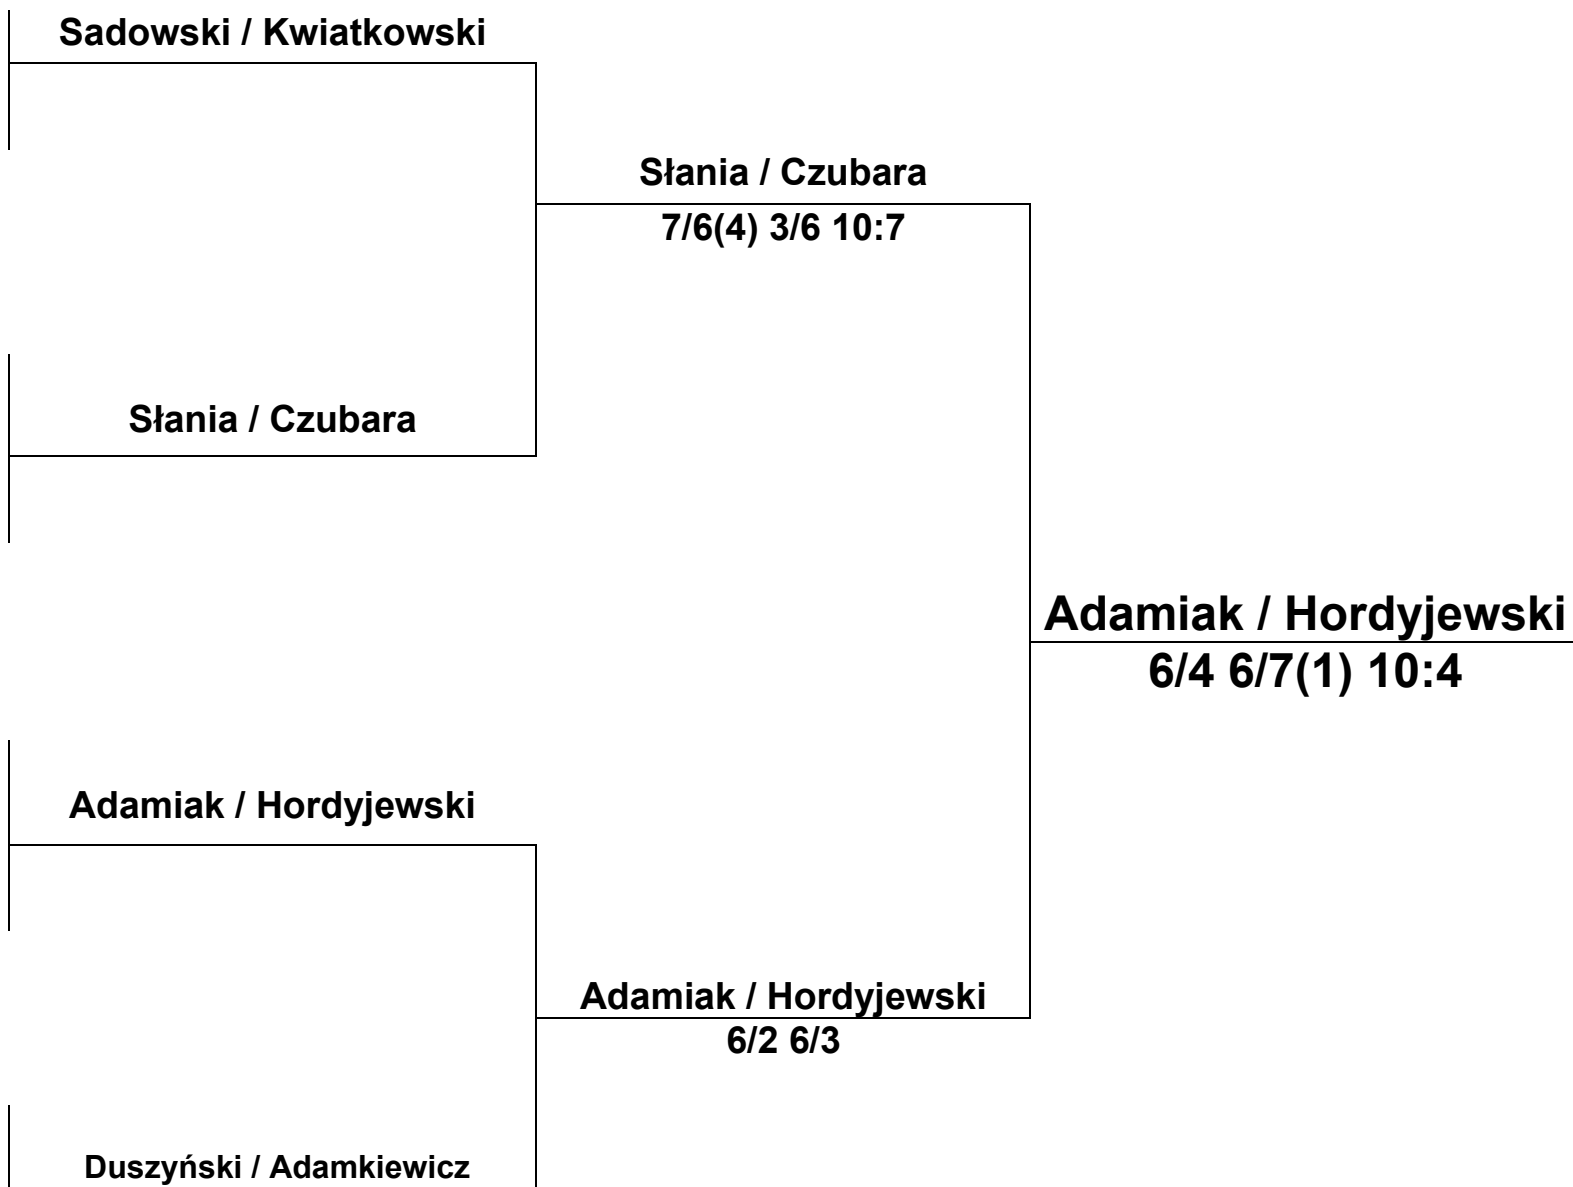 Sadowski / Kwiatkowski
Słania / Czubara
7/6(4) 3/6 10:7
Słania / Czubara
Adamiak / Hordyjewski
6/4 6/7(1) 10:4
Adamiak / Hordyjewski
Adamiak / Hordyjewski
6/2 6/3
Duszyński / Adamkiewicz